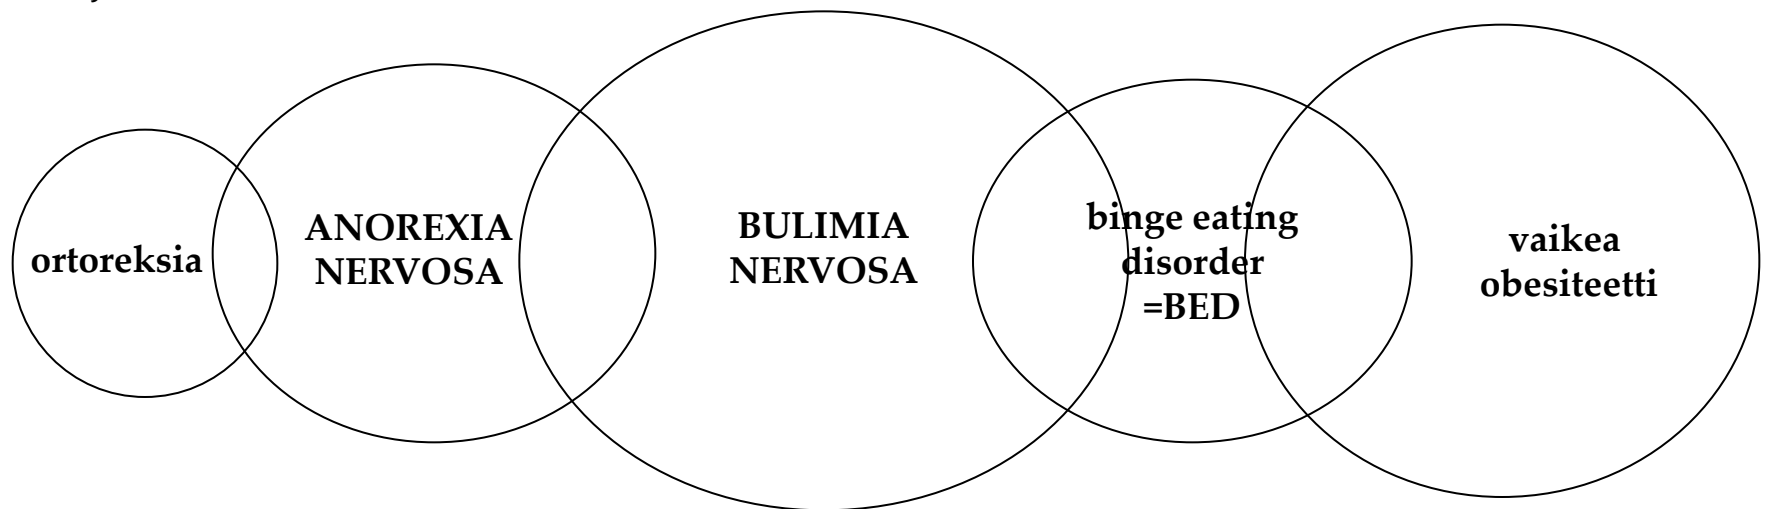 ortoreksia
ANOREXIA
NERVOSA
BULIMIA
NERVOSA
binge eating
disorder
=BED
vaikea
obesiteetti